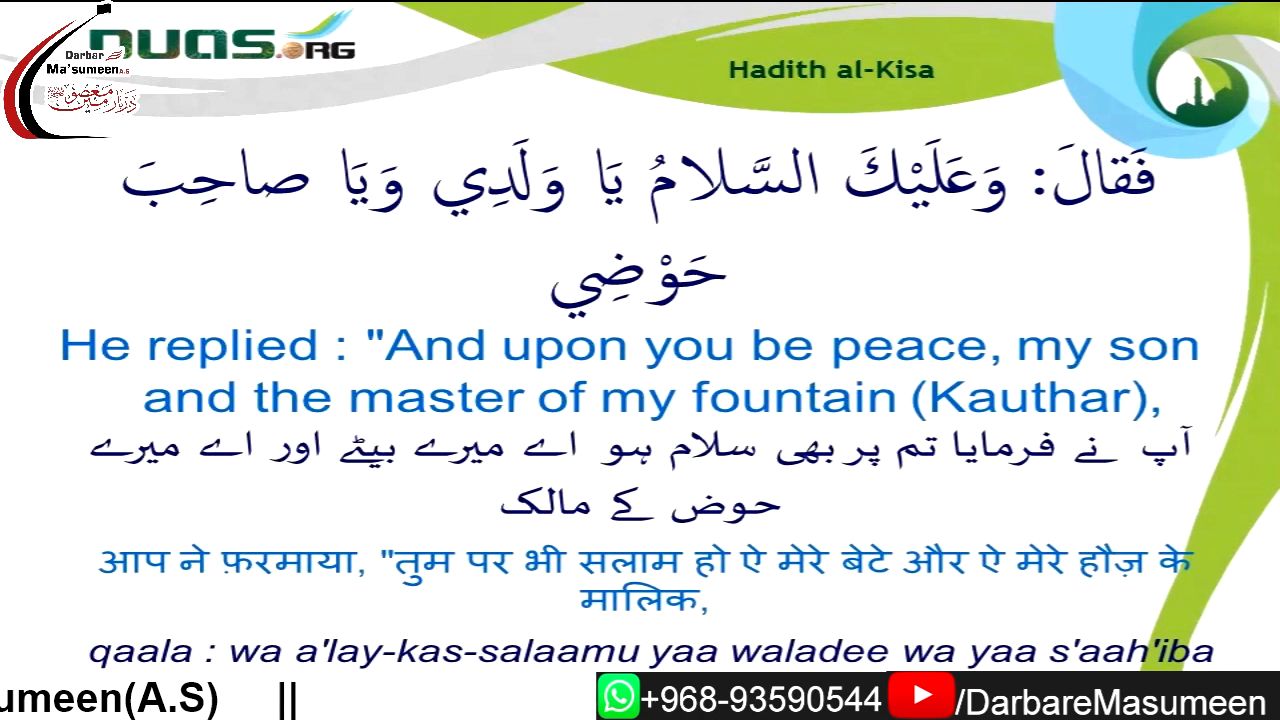 DUAS.ORG
Darbar
Ma'sumeen A.S
Hadith al-Kisa
فَقالَ: وَعَلَيْكَ السَّلامُ يَا وَلَدِي وَيَا صاحِبَ
حَوْضِي
He replied : "And upon you be peace, my son
and the master of my fountain (Kauthar),
آپ نے فرمایا تم پر بھی سلام ہو اے میرے بیٹے اور اے میرے
حوض کے مالک
आप ने फ़रमाया, "तुम पर भी सलाम हो ऐ मेरे बेटे और ऐ मेरे हौज़ के
मालिक,
qaala : wa a'lay-kas-salaamu yaa waladee wa yaa s'aah'iba
umeen(A.S) || +968-93590544 /DarbareMasumeen